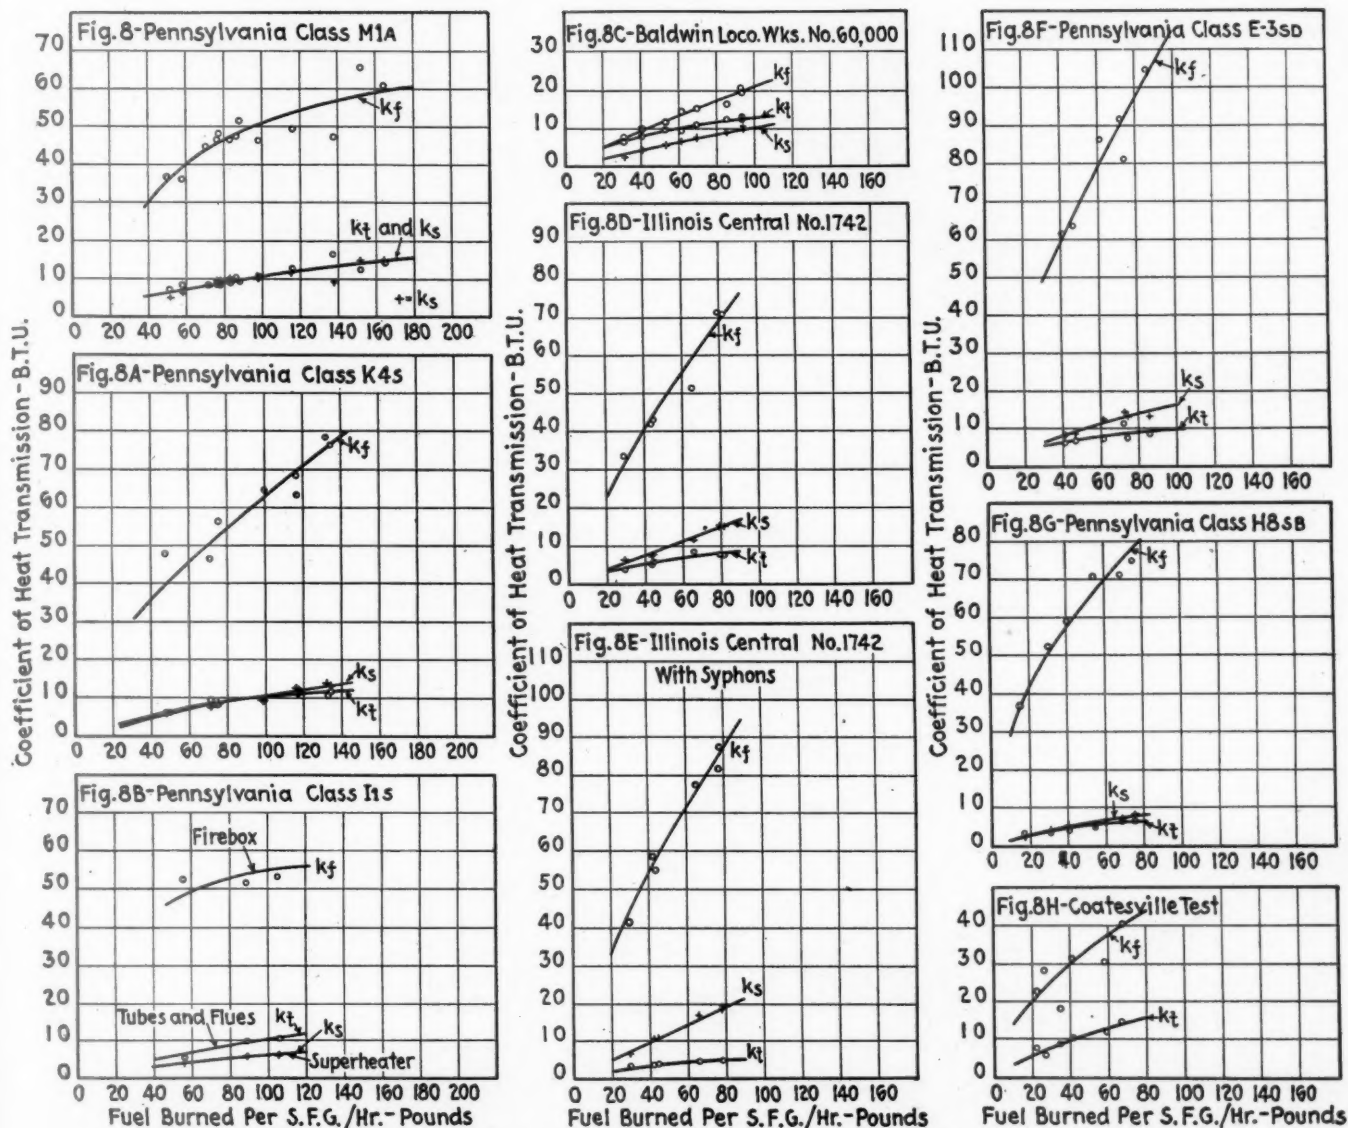 Fig.8-Pennsylvania Class M1A
70
60
50
40
30
20
10
0
kf
kt and ks
+= ks
0 20 40 60 80 100 120 140 160 180 200
Coefficient of Heat Transmission-B.T.U.
Fig.8A-Pennsylvania Class K4s
90
80
70
60
50
40
30
20
10
0
kf
ks
kt
0 20 40 60 80 100 120 140 160 180
Fig.8B-Pennsylvania Class I1s
70
60
50
40
30
20
10
0
Firebox
kf
Tubes and Flues
kt
ks
Superheater
0 20 40 60 80 100 120 140 160 180 200
Fuel Burned Per S.F.G./Hr.-Pounds
Fig.8C-Baldwin Loco.Wks. No.60,000
30
20
10
0
kf
kt
ks
0 20 40 60 80 100 120 140 160
Coefficient of Heat Transmission-B.T.U.
Fig.8D-Illinois Central No.1742
90
80
70
60
50
40
30
20
10
0
kf
ks
kt
0 20 40 60 80 100 120 140 160
Fig.8E-Illinois Central No.1742
With Syphons
110
100
90
80
70
60
50
40
30
20
10
0
kf
ks
kt
0 20 40 60 80 100 120 140 160
Fuel Burned Per S.F.G./Hr.-Pounds
Fig.8F-Pennsylvania Class E-3SD
110
100
90
80
70
60
50
40
30
20
10
0
kf
ks
kt
0 20 40 60 80 100 120 140 160
Coefficient of Heat Transmission-B.T.U.
Fig.8G-Pennsylvania Class H8SB
80
70
60
50
40
30
20
10
0
kf
ks
kt
0 20 40 60 80 100 120 140 160
Fig.8H-Coatesville Test
40
30
20
10
0
kf
kt
0 20 40 60 80 100 120 140 160
Fuel Burned Per S.F.G./Hr.-Pounds